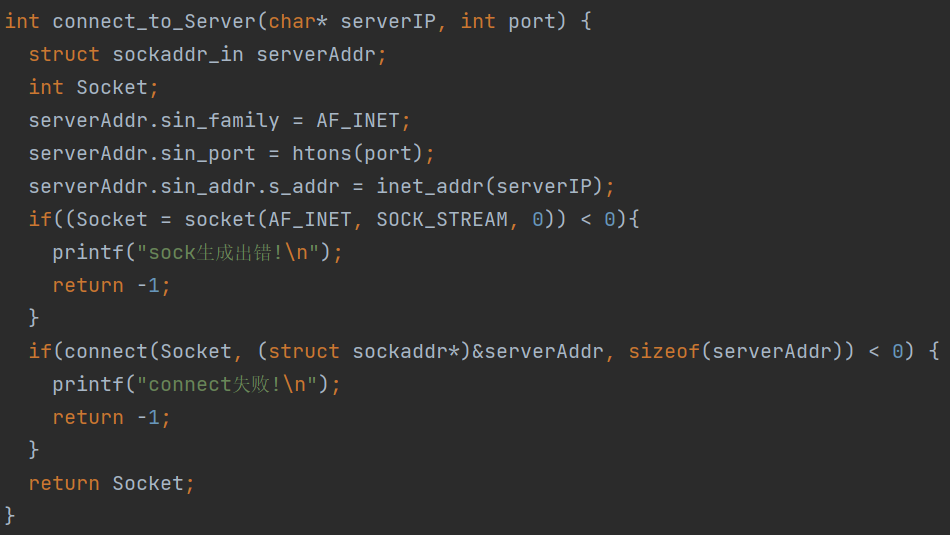 int connect_to_Server(char* serverIP, int port) {
  struct sockaddr_in serverAddr;
  int Socket;
  serverAddr.sin_family = AF_INET;
  serverAddr.sin_port = htons(port);
  serverAddr.sin_addr.s_addr = inet_addr(serverIP);
  if((Socket = socket(AF_INET, SOCK_STREAM, 0)) < 0){
    printf("sock生成出错!\n");
    return -1;
  }
  if(connect(Socket, (struct sockaddr*)&serverAddr, sizeof(serverAddr)) < 0) {
    printf("connect失败!\n");
    return -1;
  }
  return Socket;
}